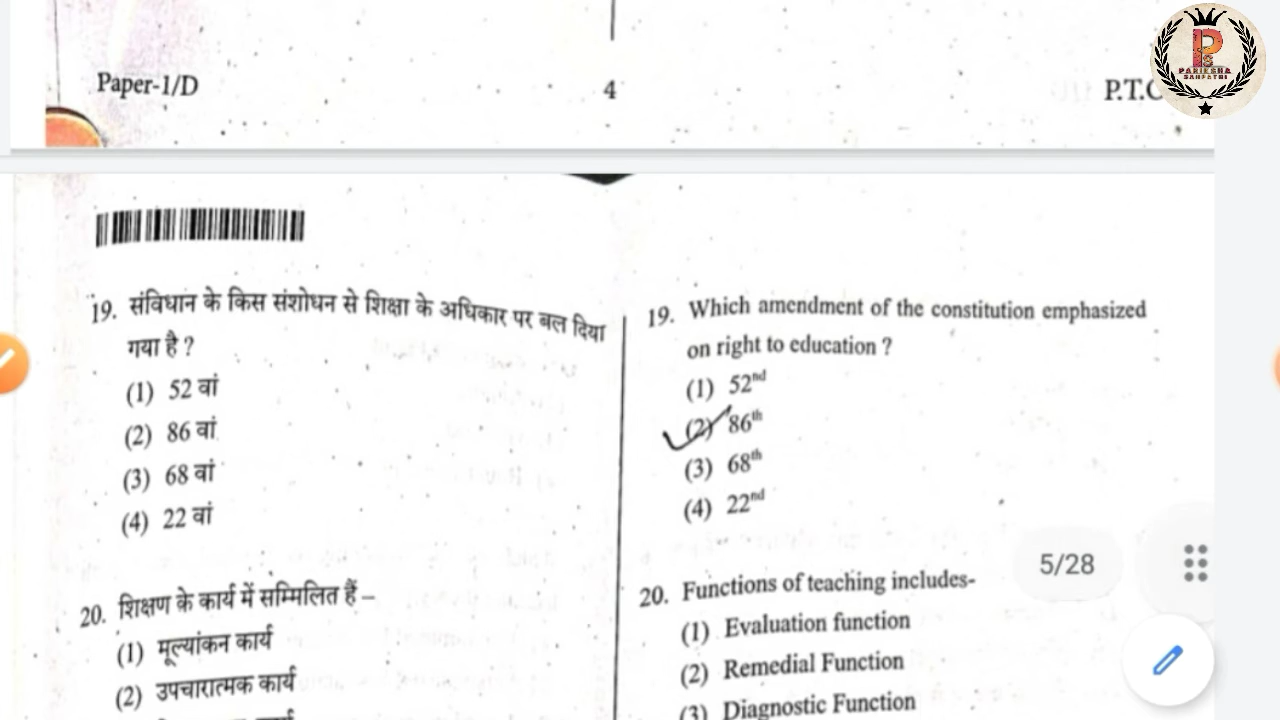 Paper-1/D
4
P.T.O
PARIKSHA
SARPATHI
19. संविधान के किस संशोधन से शिक्षा के अधिकार पर बल दिया
गया है ?
(1) 52 वां
(2) 86 वां
(3) 68 वां
(4) 22 वां
20. शिक्षण के कार्य में सम्मिलित हैं –
(1) मूल्यांकन कार्य
(2) उपचारात्मक कार्य
19. Which amendment of the constitution emphasized
on right to education ?
(1) 52nd
(2) 86th
(3) 68th
(4) 22nd
20. Functions of teaching includes-
(1) Evaluation function
(2) Remedial Function
(3) Diagnostic Function
5/28